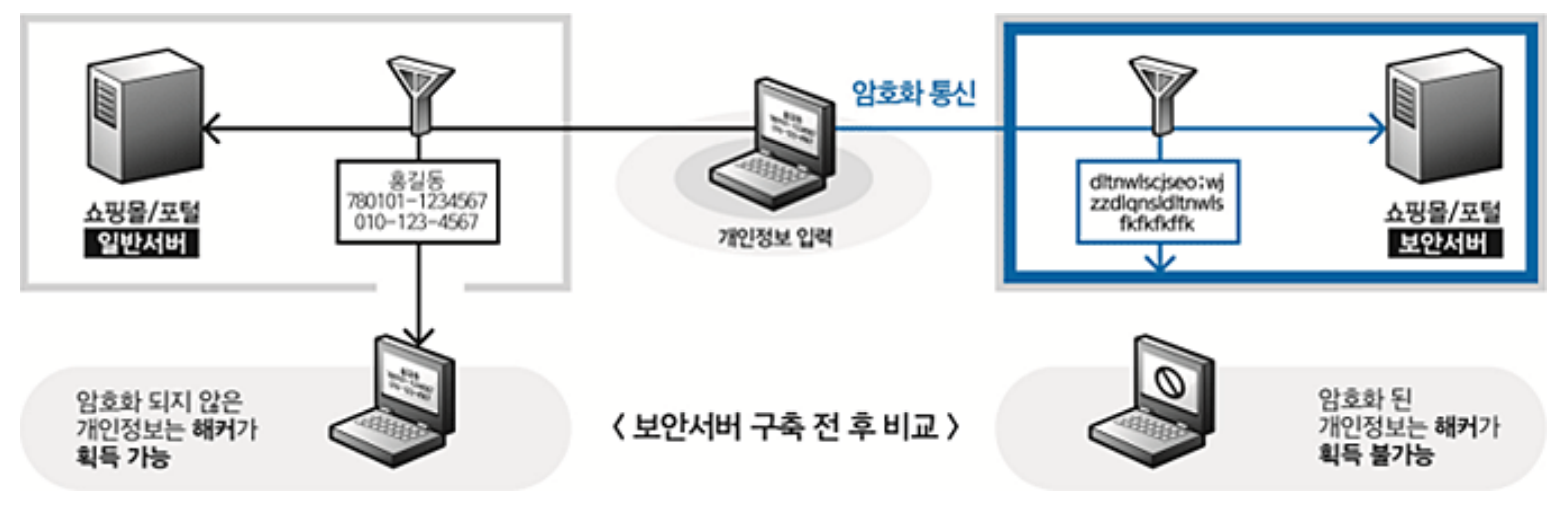 쇼핑몰/포털
일반서버
홍길동
780101-1234567
010-123-4567
개인정보 입력
암호화 통신
dltnwlscjseo;wj
zzdlqnsldltnwls
fkfkfkffk
쇼핑몰/포털
보안서버
암호화 되지 않은
개인정보는 해커가
획득 가능
< 보안서버 구축 전 후 비교 >
암호화 된
개인정보는 해커가
획득 불가능